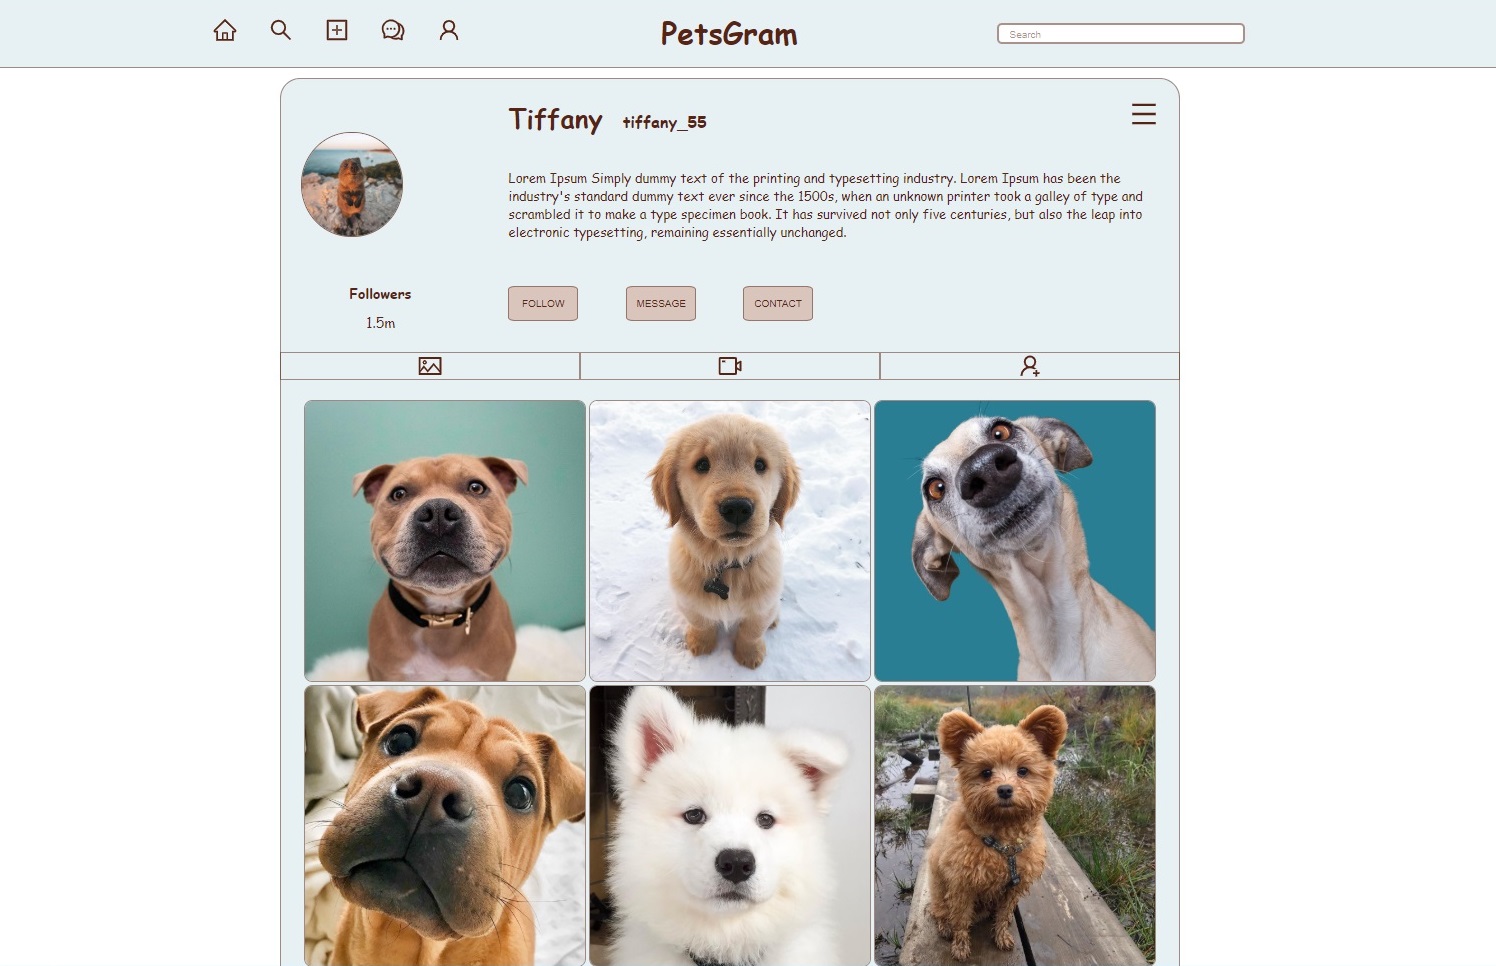 PetsGram
Search
Tiffany tiffany_55
Lorem Ipsum Simply dummy text of the printing and typesetting industry. Lorem Ipsum has been the
industry's standard dummy text ever since the 1500s, when an unknown printer took a galley of type and
scrambled it to make a type specimen book. It has survived not only five centuries, but also the leap into
electronic typesetting, remaining essentially unchanged.
Followers
1.5m
FOLLOW MESSAGE CONTACT